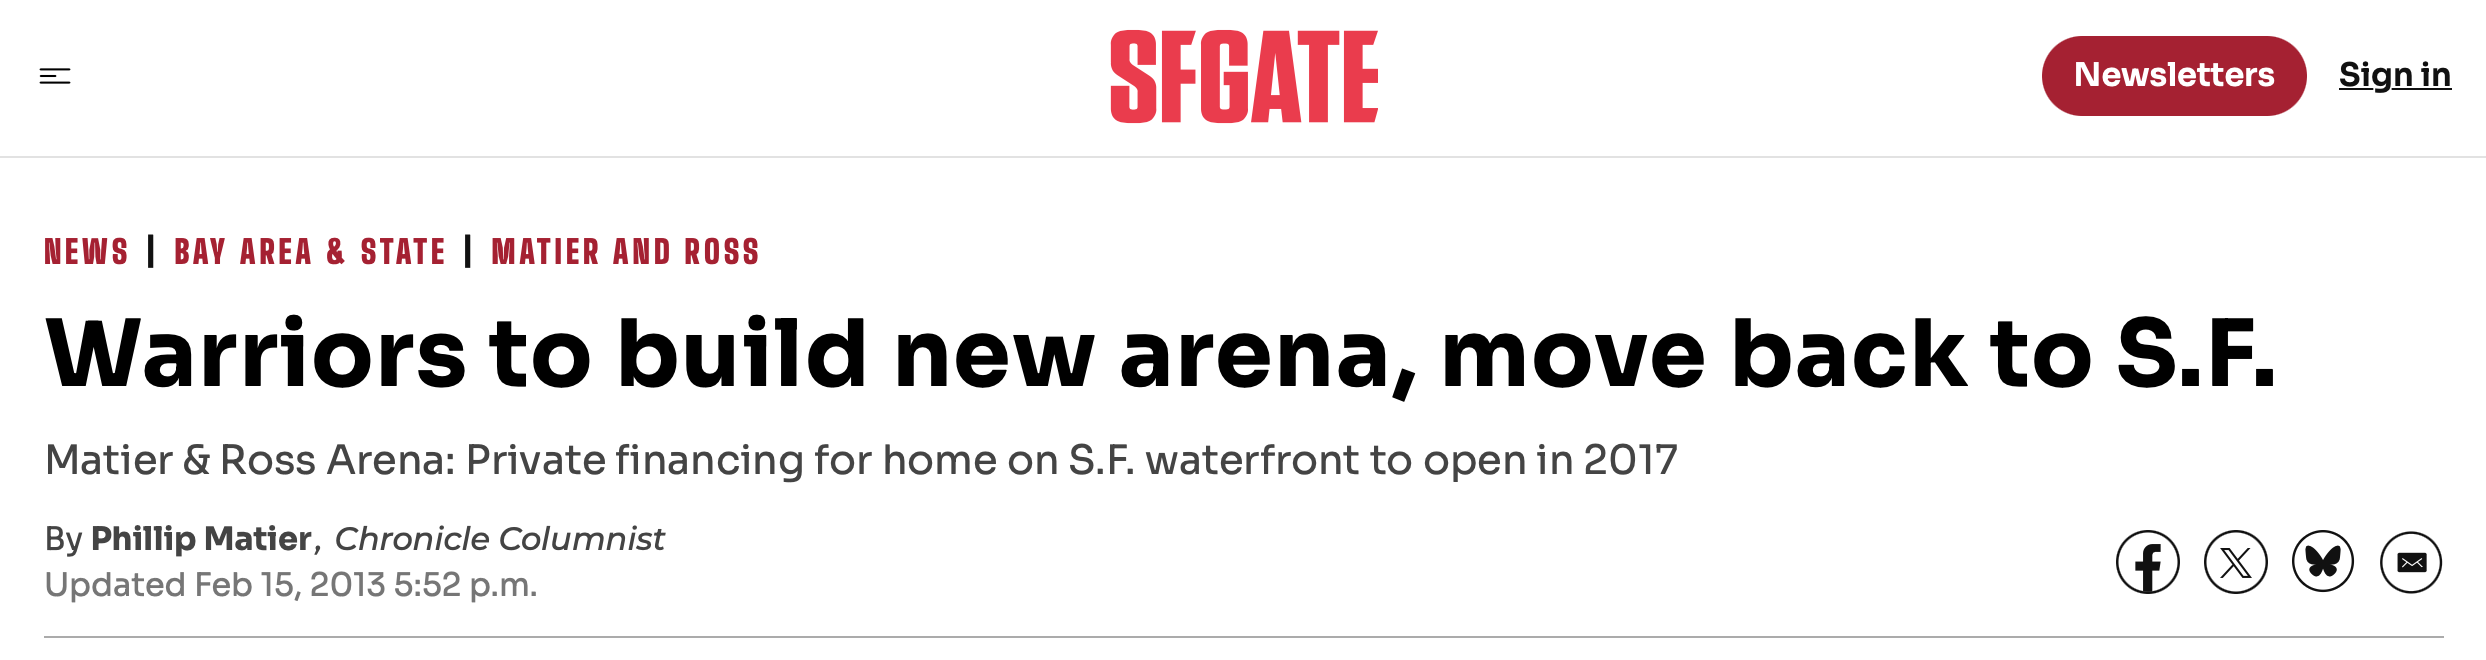 SFGATE
Newsletters
Sign in
NEWS | BAY AREA & STATE | MATIER AND ROSS
Warriors to build new arena, move back to S.F.
Matier & Ross Arena: Private financing for home on S.F. waterfront to open in 2017
By Phillip Matier, Chronicle Columnist
Updated Feb 15, 2013 5:52 p.m.